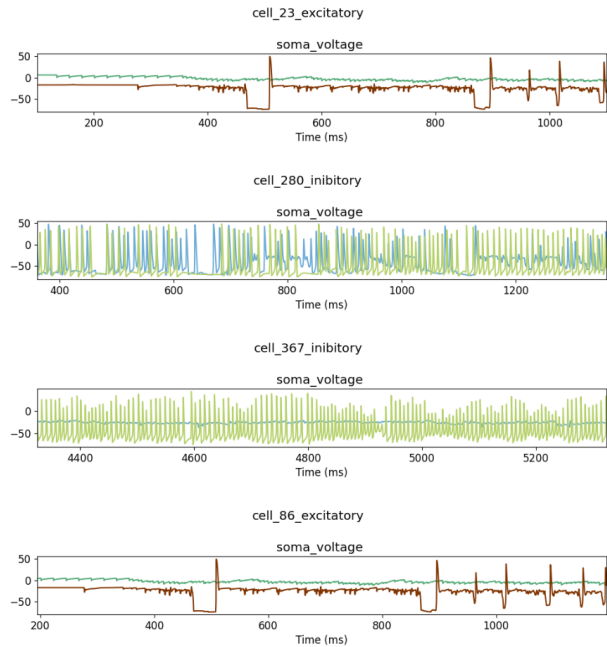 cell_23_excitatory
soma_voltage
50
0
−50
200 400 600 800 1000
Time (ms)
cell_280_inibitory
soma_voltage
50
0
−50
400 600 800 1000 1200
Time (ms)
cell_367_inibitory
soma_voltage
0
−50
4400 4600 4800 5000 5200
Time (ms)
cell_86_excitatory
soma_voltage
50
0
−50
200 400 600 800 1000
Time (ms)